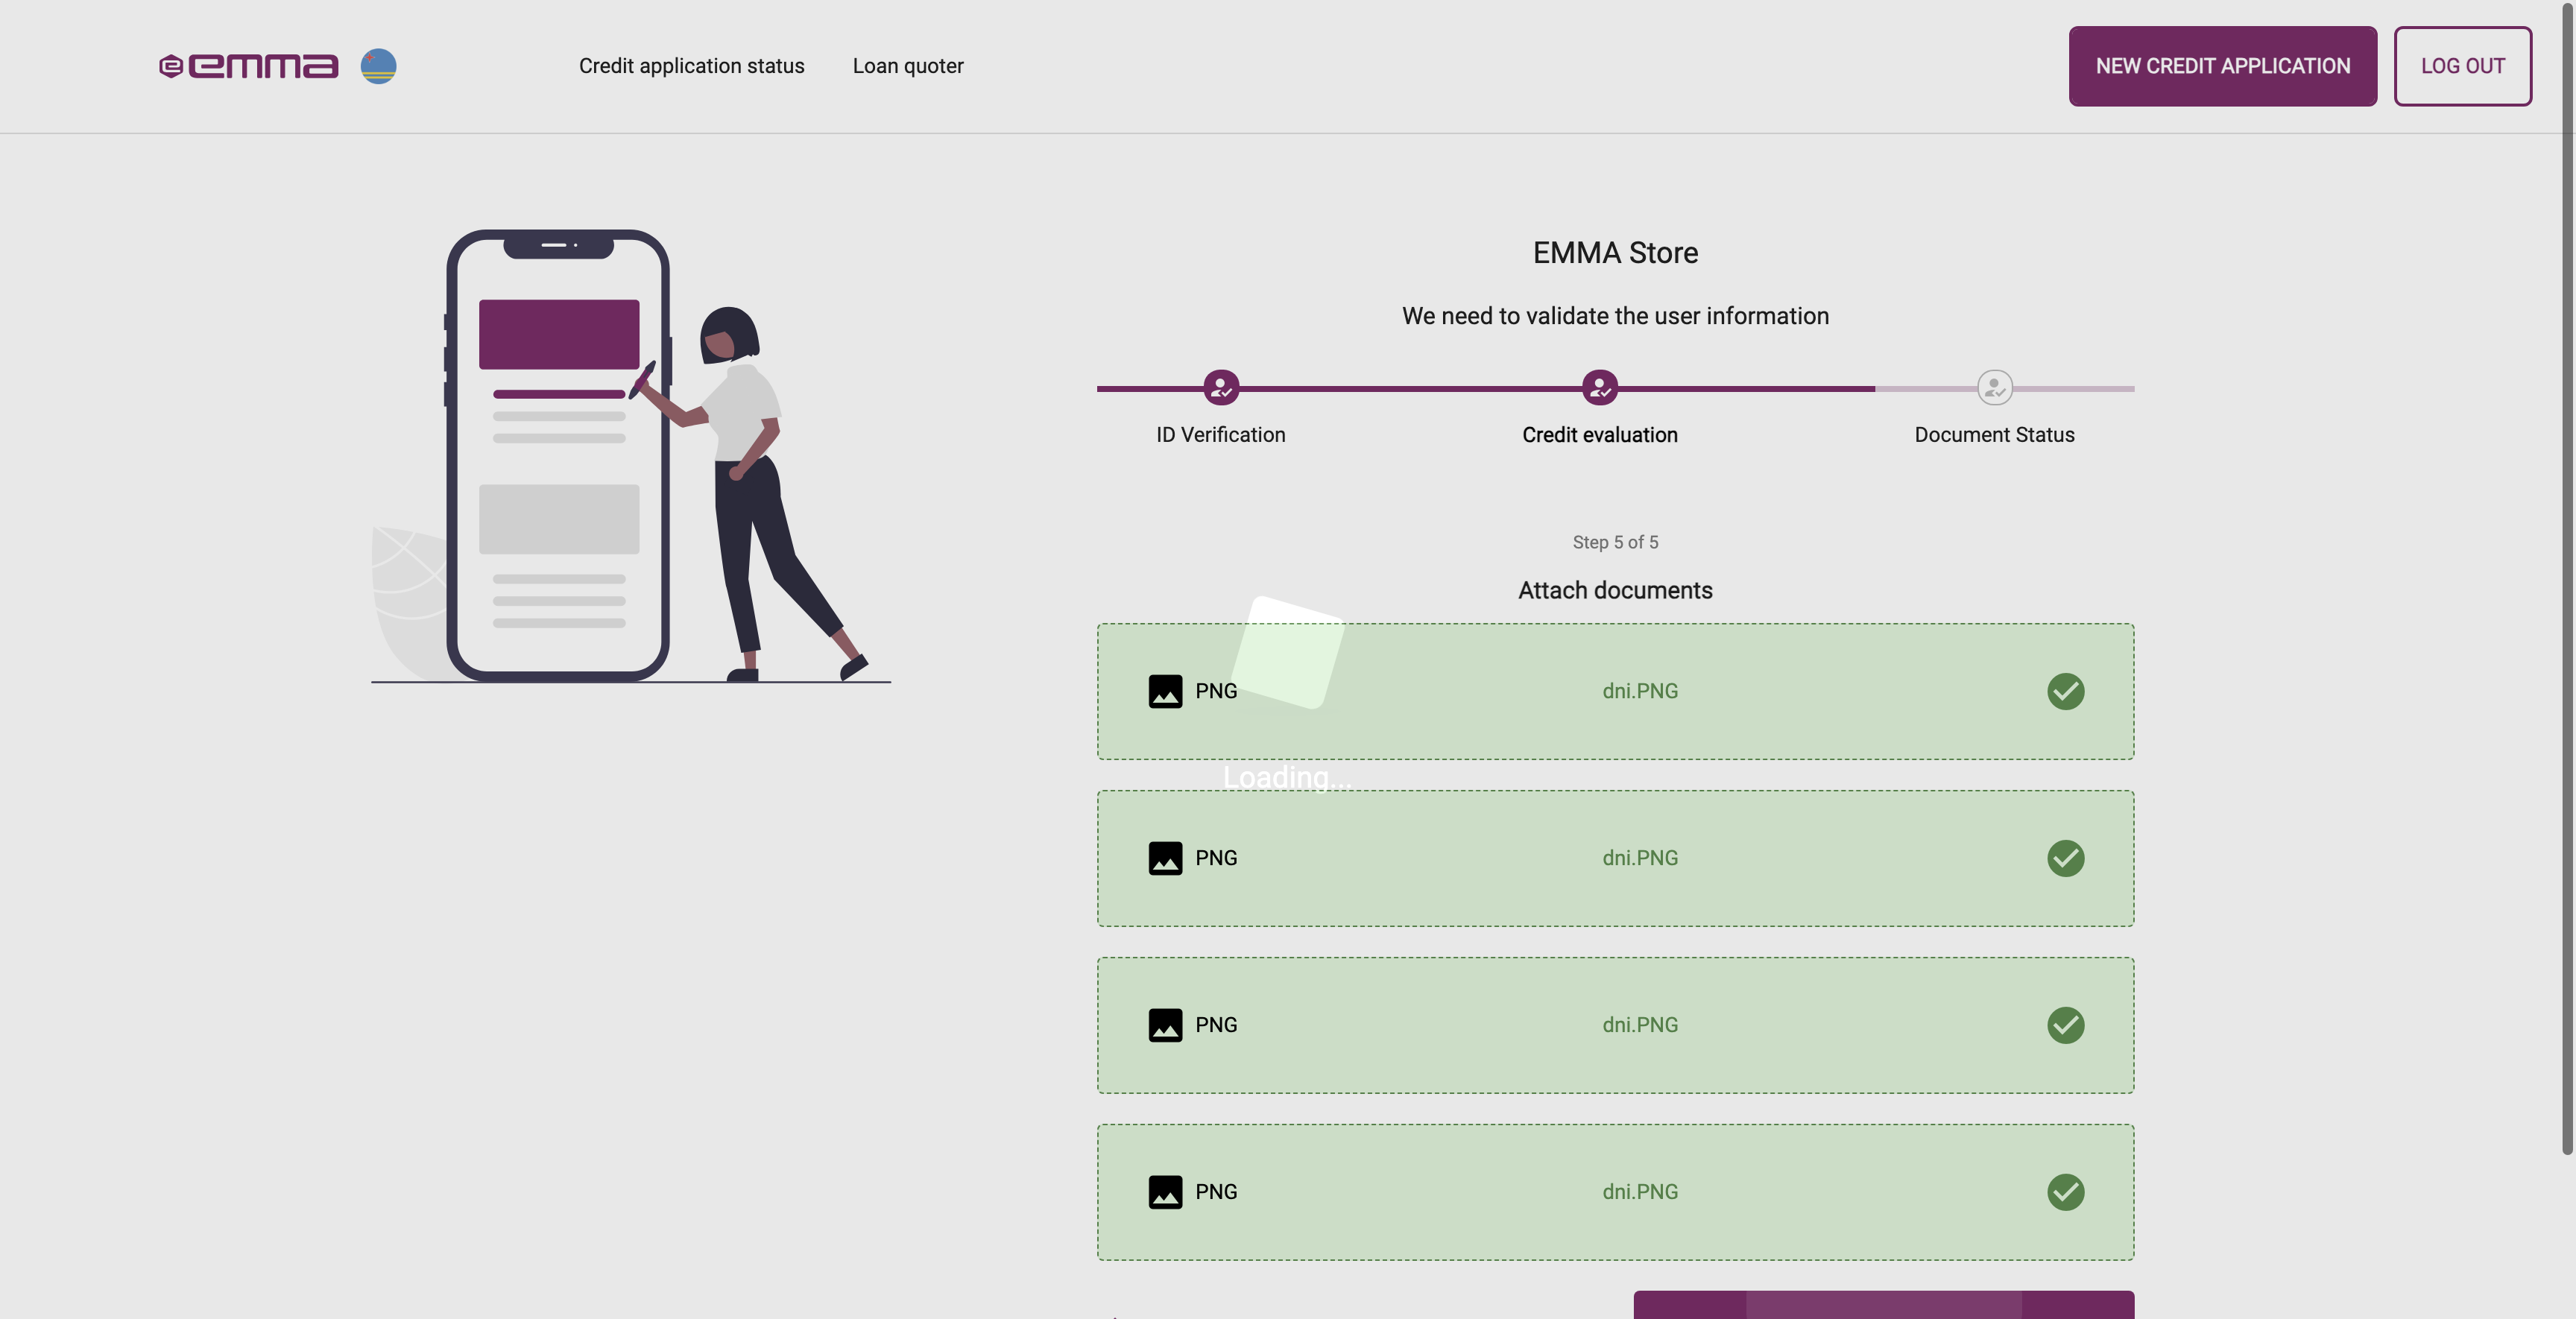 emma
Credit application status
Loan quoter
NEW CREDIT APPLICATION
LOG OUT
EMMA Store
We need to validate the user information
ID Verification
Credit evaluation
Document Status
Step 5 of 5
Attach documents
PNG
dni.PNG
Loading...
PNG
dni.PNG
PNG
dni.PNG
PNG
dni.PNG